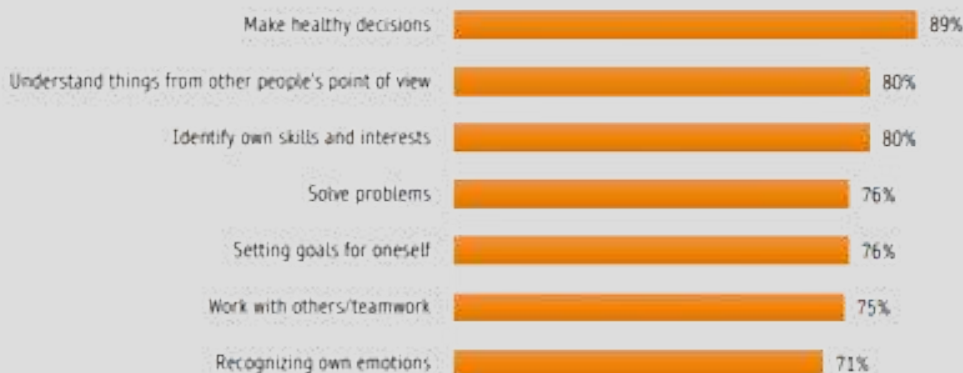 Make healthy decisions 89%
Understand things from other people's point of view 80%
Identify own skills and interests 80%
Solve problems 76%
Setting goals for oneself 76%
Work with others/teamwork 75%
Recognizing own emotions 71%